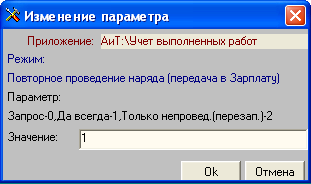 Изменение параметра
Приложение: АиТ:\Учет выполненных работ
Режим:
Повторное проведение наряда (передача в Зарплату)
Параметр:
Запрос-0,Да всегда-1,Только непровед.(перезап.)-2
Значение: 1
Ok Отмена